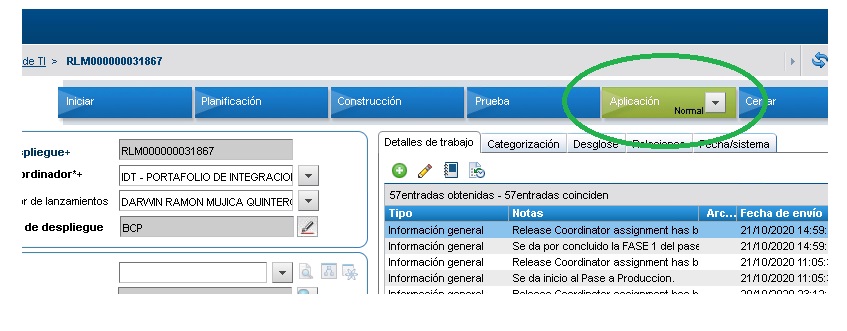 de TI > RLM000000031867
Iniciar Planificación Construcción Prueba Aplicación Normal Cerrar
Detalles de trabajo Categorización Desglose Relaciones Fecha/sistema
spliegue+ RLM000000031867
ordinador*+ IDT - PORTAFOLIO DE INTEGRACIO
or de lanzamientos DARWIN RAMON MUJICA QUINTER
de despliegue BCP
57entradas obtenidas - 57entradas coinciden
Tipo Notas Arc... Fecha de envío
Información general Release Coordinator assignment has b 21/10/2020 14:59:
Información general Se da por concluido la FASE 1 del pase 21/10/2020 14:59:
Información general Release Coordinator assignment has b 21/10/2020 11:05:
Información general Se da inicio al Pase a Produccion. 21/10/2020 11:05:
Información general Release Coordinator assignment has b 20/10/2020 23:12: